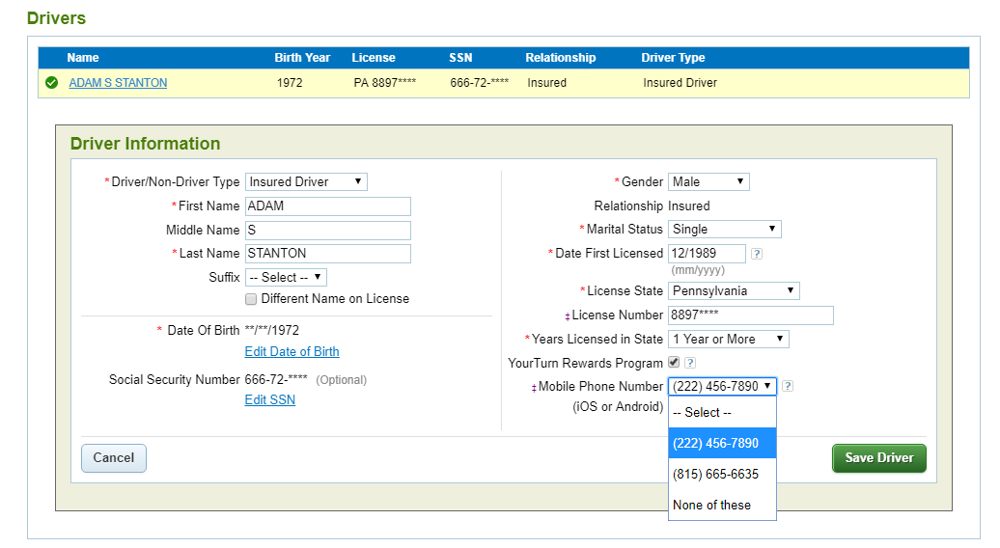 Drivers
Name Birth Year License SSN Relationship Driver Type
ADAM S STANTON 1972 PA 8897**** 666-72-**** Insured Insured Driver
Driver Information
* Driver/Non-Driver Type Insured Driver ▼
* First Name ADAM
Middle Name S
* Last Name STANTON
Suffix -- Select -- ▼
Different Name on License
* Date Of Birth **/**/1972
Edit Date of Birth
Social Security Number 666-72-**** (Optional)
Edit SSN
* Gender Male ▼
Relationship Insured
* Marital Status Single ▼
* Date First Licensed 12/1989 ?
(mm/yyyy)
* License State Pennsylvania ▼
‡ License Number 8897****
* Years Licensed in State 1 Year or More ▼
YourTurn Rewards Program ?
‡ Mobile Phone Number (222) 456-7890 ▼ ?
(iOS or Android)
-- Select --
(222) 456-7890
(815) 665-6635
None of these
Cancel
Save Driver